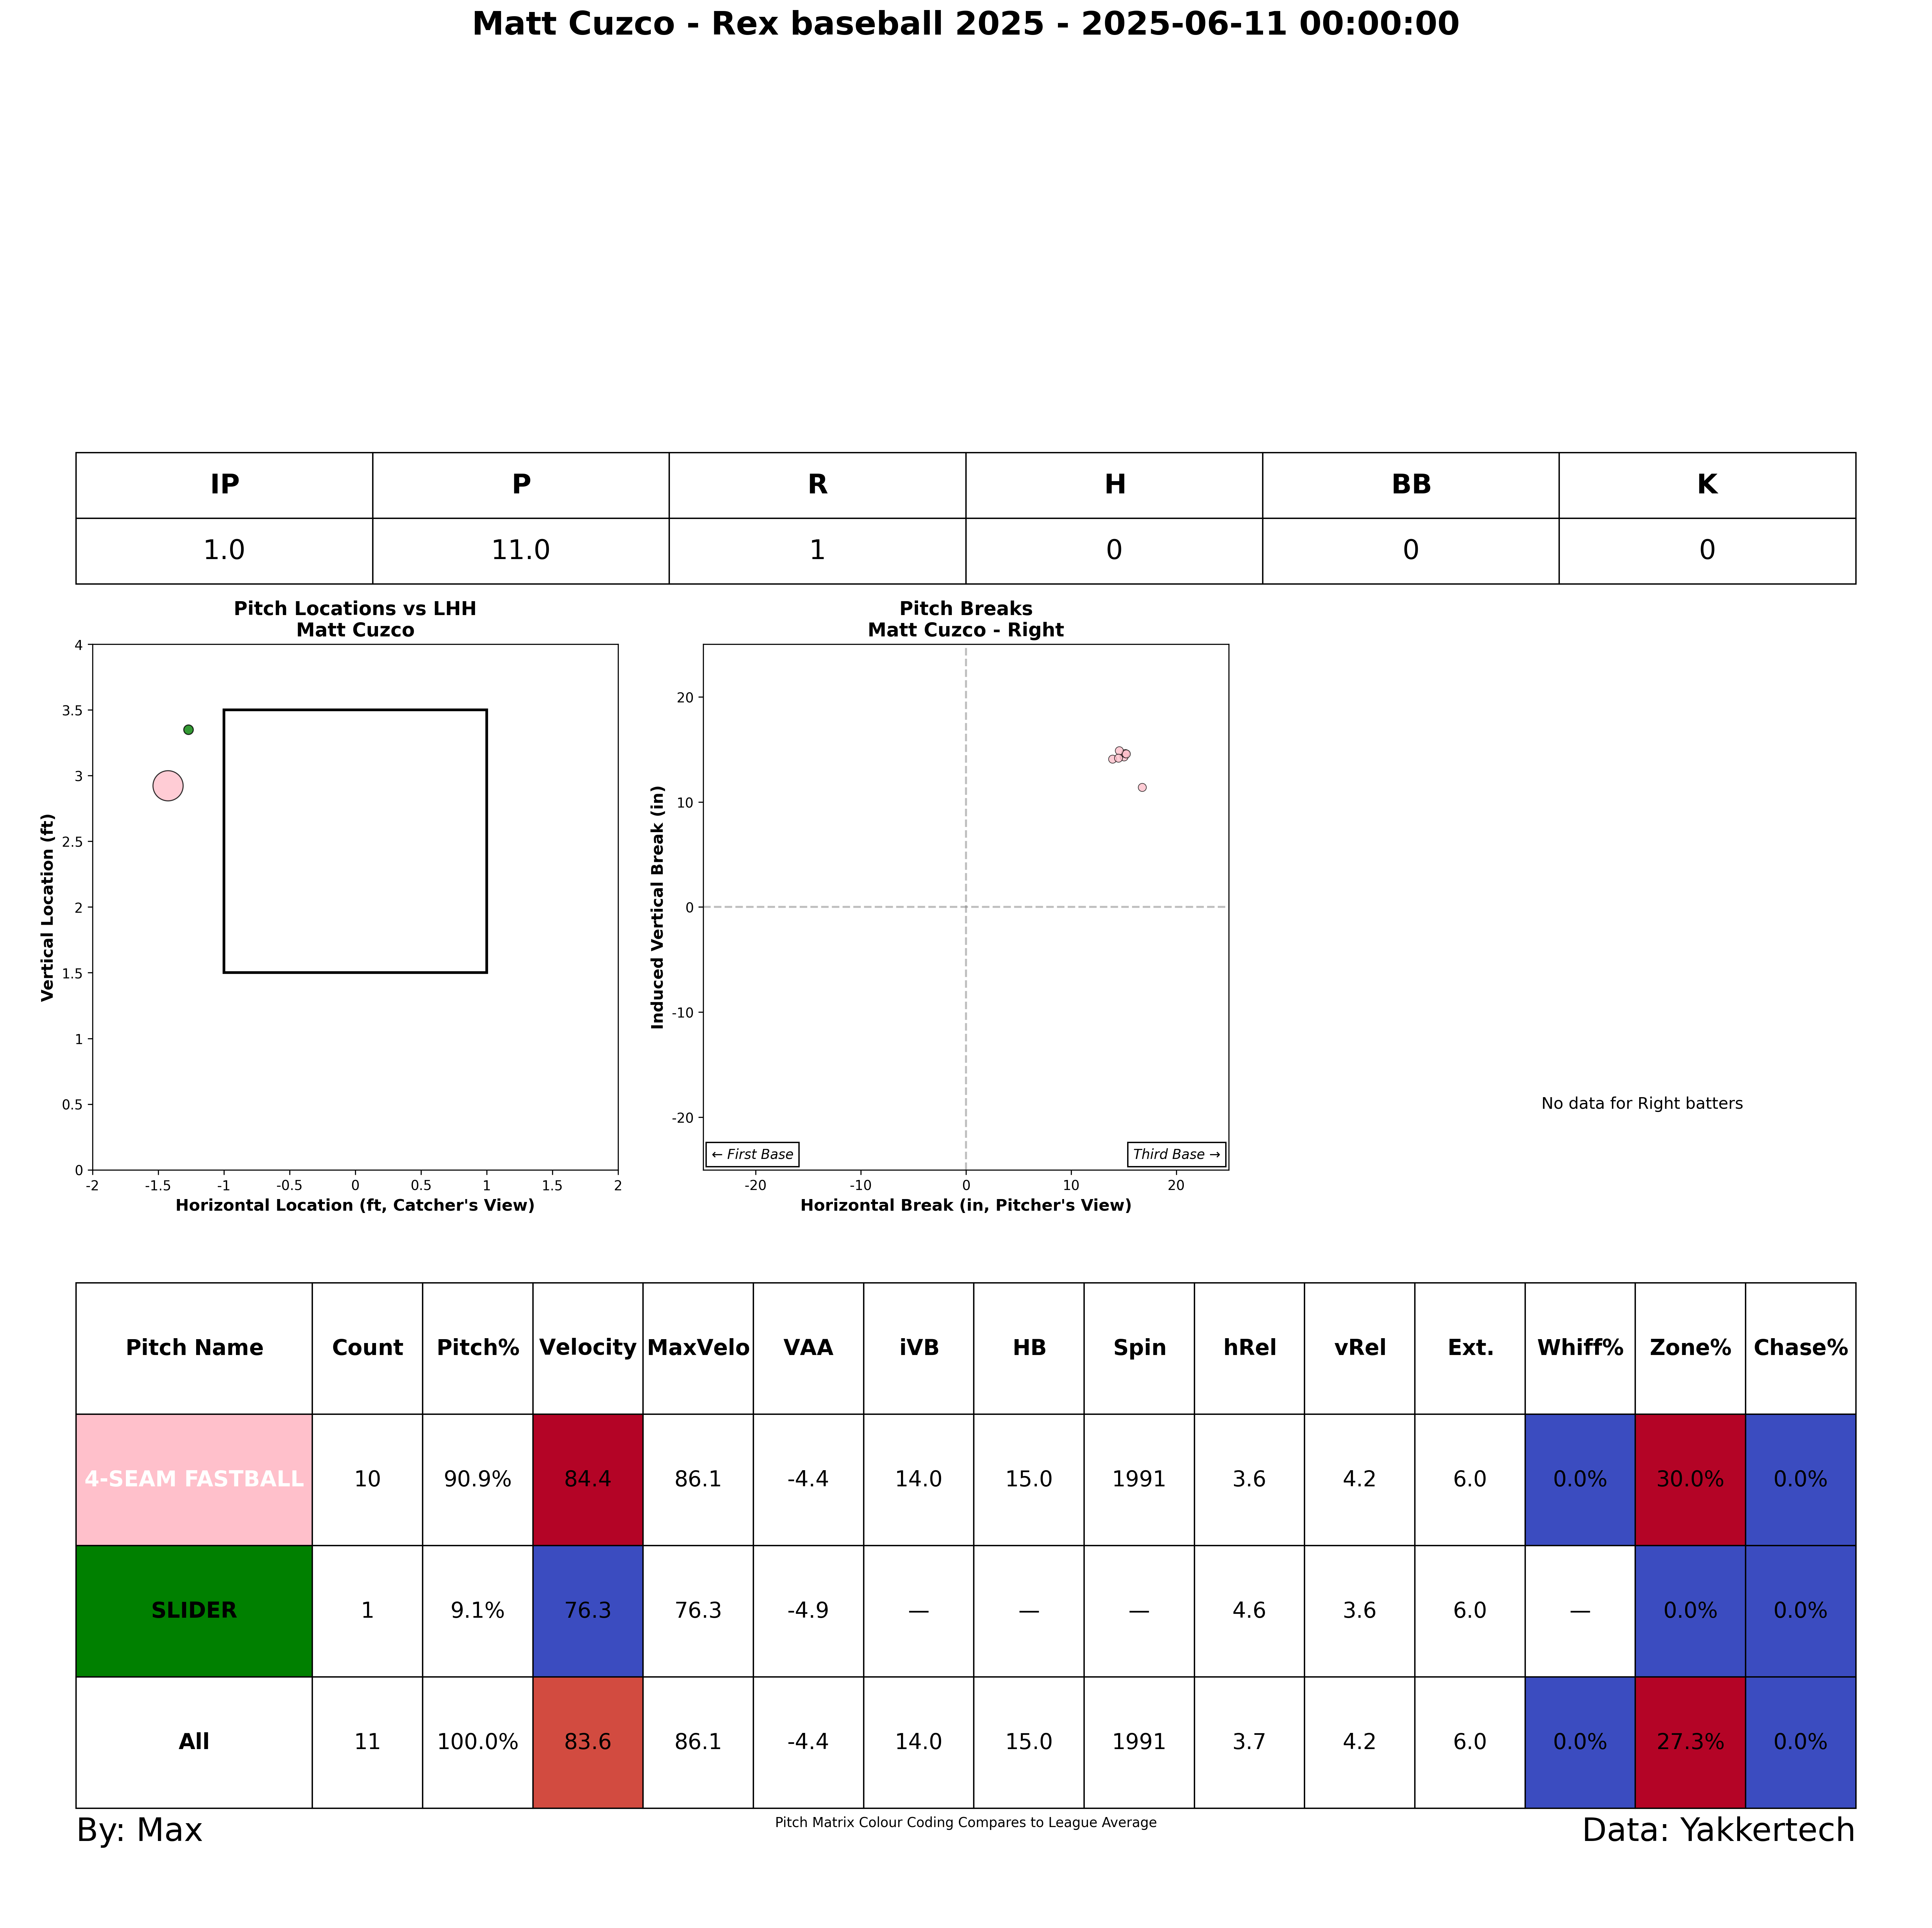 Matt Cuzco - Rex baseball 2025 - 2025-06-11 00:00:00
IP P R H BB K
1.0 11.0 1 0 0 0
Pitch Locations vs LHH
Matt Cuzco
4
3.5
3
2.5
2
1.5
1
0.5
0
-2 -1.5 -1 -0.5 0 0.5 1 1.5 2
Vertical Location (ft)
Horizontal Location (ft, Catcher's View)
Pitch Breaks
Matt Cuzco - Right
20
10
0
-10
-20
← First Base
Third Base →
-20 -10 0 10 20
Induced Vertical Break (in)
Horizontal Break (in, Pitcher's View)
No data for Right batters
Pitch Name Count Pitch% Velocity MaxVelo VAA iVB HB Spin hRel vRel Ext. Whiff% Zone% Chase%
4-SEAM FASTBALL 10 90.9% 84.4 86.1 -4.4 14.0 15.0 1991 3.6 4.2 6.0 0.0% 30.0% 0.0%
SLIDER 1 9.1% 76.3 76.3 -4.9 — — — 4.6 3.6 6.0 — 0.0% 0.0%
All 11 100.0% 83.6 86.1 -4.4 14.0 15.0 1991 3.7 4.2 6.0 0.0% 27.3% 0.0%
By: Max
Pitch Matrix Colour Coding Compares to League Average
Data: Yakkertech